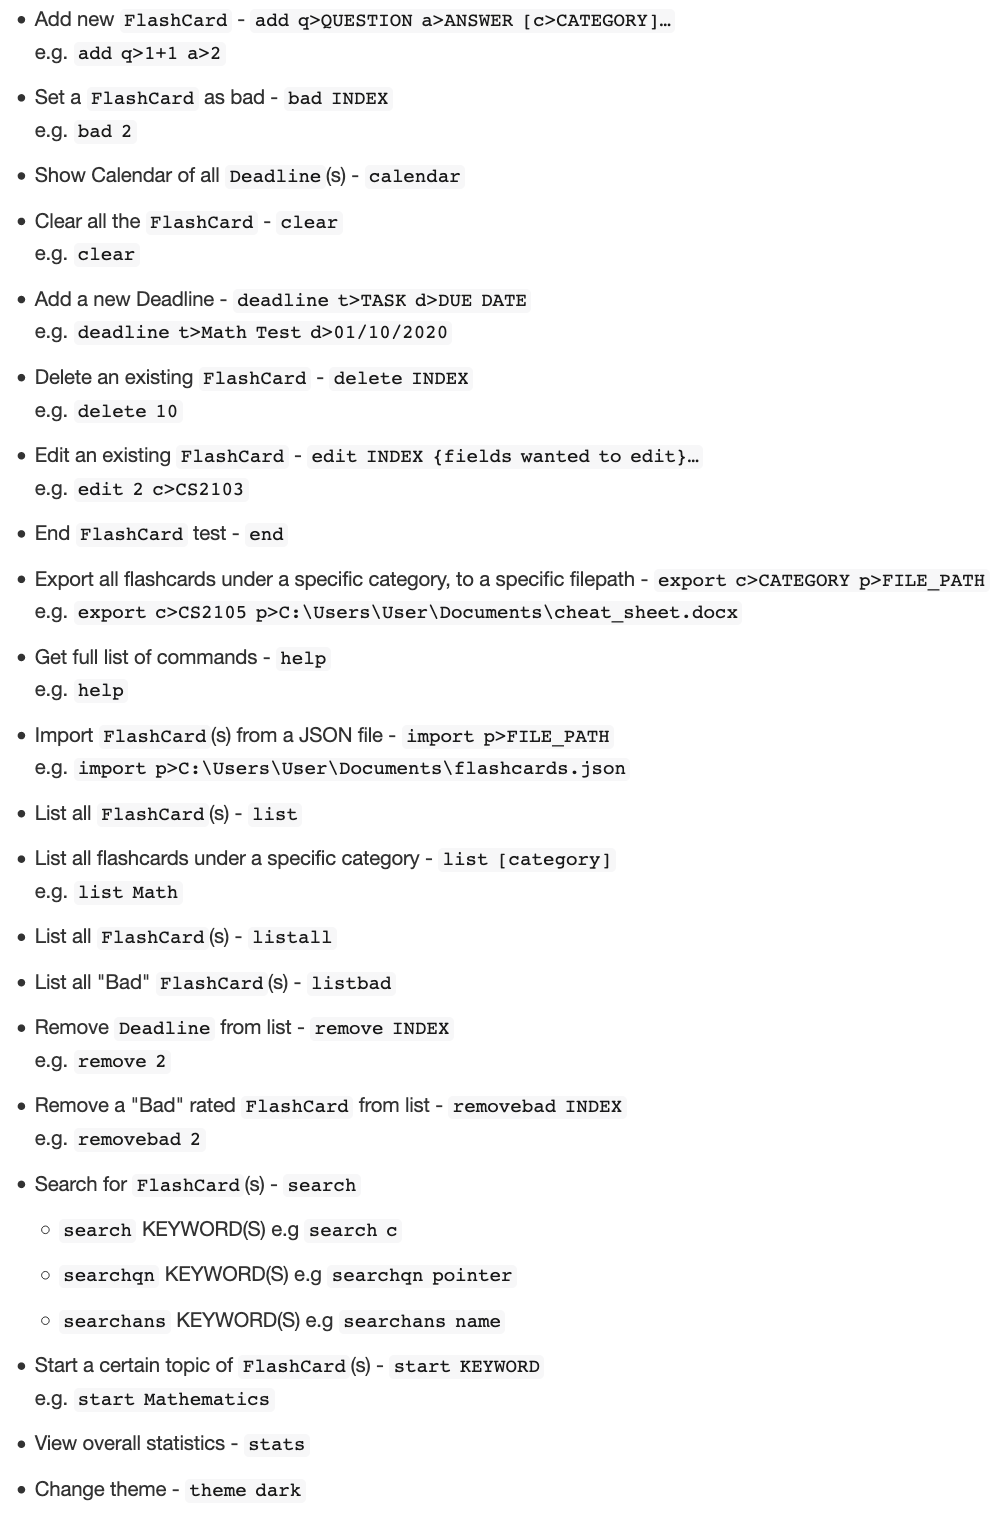 • Add new FlashCard - add q>QUESTION a>ANSWER [c>CATEGORY]…
e.g. add q>1+1 a>2
• Set a FlashCard as bad - bad INDEX
e.g. bad 2
• Show Calendar of all Deadline(s) - calendar
• Clear all the FlashCard - clear
e.g. clear
• Add a new Deadline - deadline t>TASK d>DUE DATE
e.g. deadline t>Math Test d>01/10/2020
• Delete an existing FlashCard - delete INDEX
e.g. delete 10
• Edit an existing FlashCard - edit INDEX {fields wanted to edit}…
e.g. edit 2 c>CS2103
• End FlashCard test - end
• Export all flashcards under a specific category, to a specific filepath - export c>CATEGORY p>FILE_PATH
e.g. export c>CS2105 p>C:\Users\User\Documents\cheat_sheet.docx
• Get full list of commands - help
e.g. help
• Import FlashCard(s) from a JSON file - import p>FILE_PATH
e.g. import p>C:\Users\User\Documents\flashcards.json
• List all FlashCard(s) - list
• List all flashcards under a specific category - list [category]
e.g. list Math
• List all FlashCard(s) - listall
• List all "Bad" FlashCard(s) - listbad
• Remove Deadline from list - remove INDEX
e.g. remove 2
• Remove a "Bad" rated FlashCard from list - removebad INDEX
e.g. removebad 2
• Search for FlashCard(s) - search
◦ search KEYWORD(S) e.g search c
◦ searchqn KEYWORD(S) e.g searchqn pointer
◦ searchans KEYWORD(S) e.g searchans name
• Start a certain topic of FlashCard(s) - start KEYWORD
e.g. start Mathematics
• View overall statistics - stats
• Change theme - theme dark